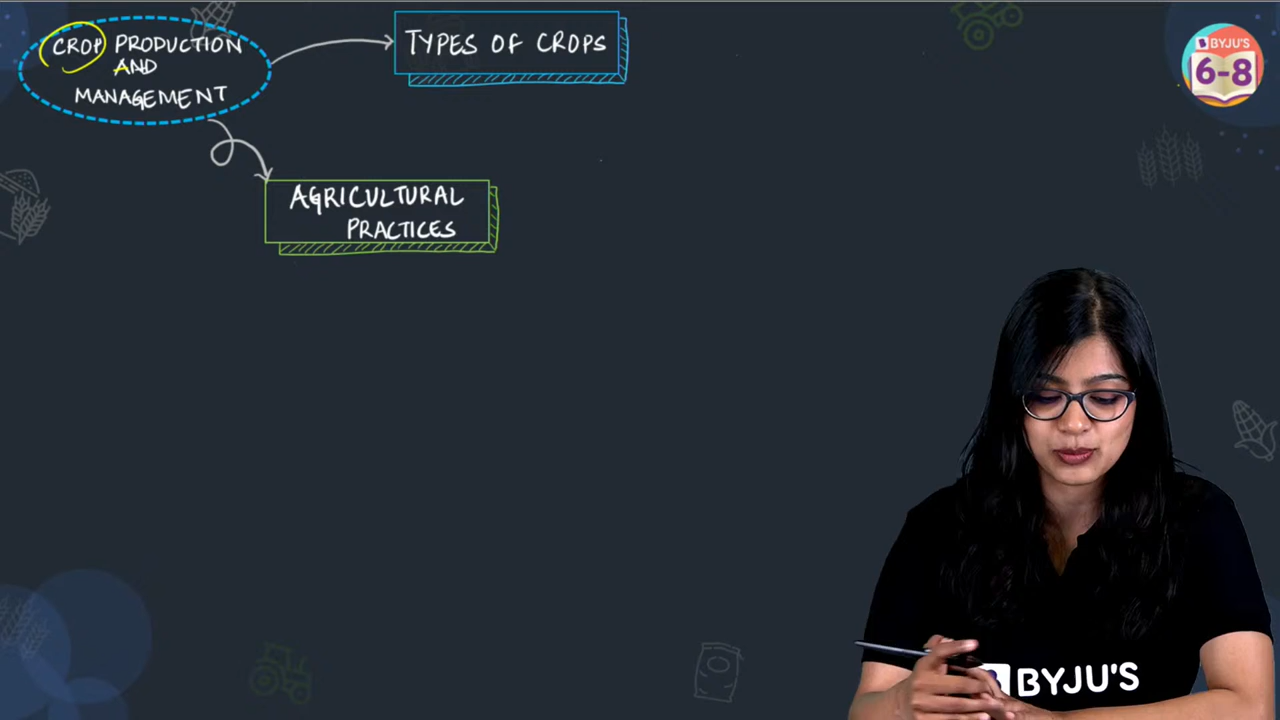 CROP PRODUCTION
AND
MANAGEMENT
TYPES OF CROPS
AGRICULTURAL
PRACTICES
BYJU'S
6-8
BYJU'S